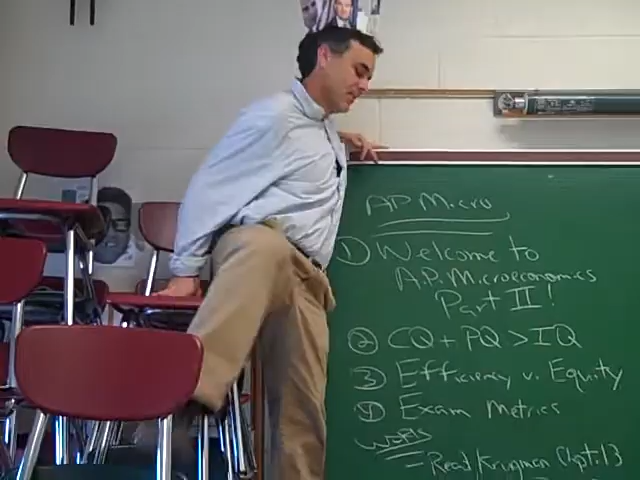 AP Micro
① Welcome to
A.P. Microeconomics
Part II!
② CQ + PQ > IQ
③ Efficiency v. Equity
④ Exam Metrics
- Read/Krugman Chpt. 13